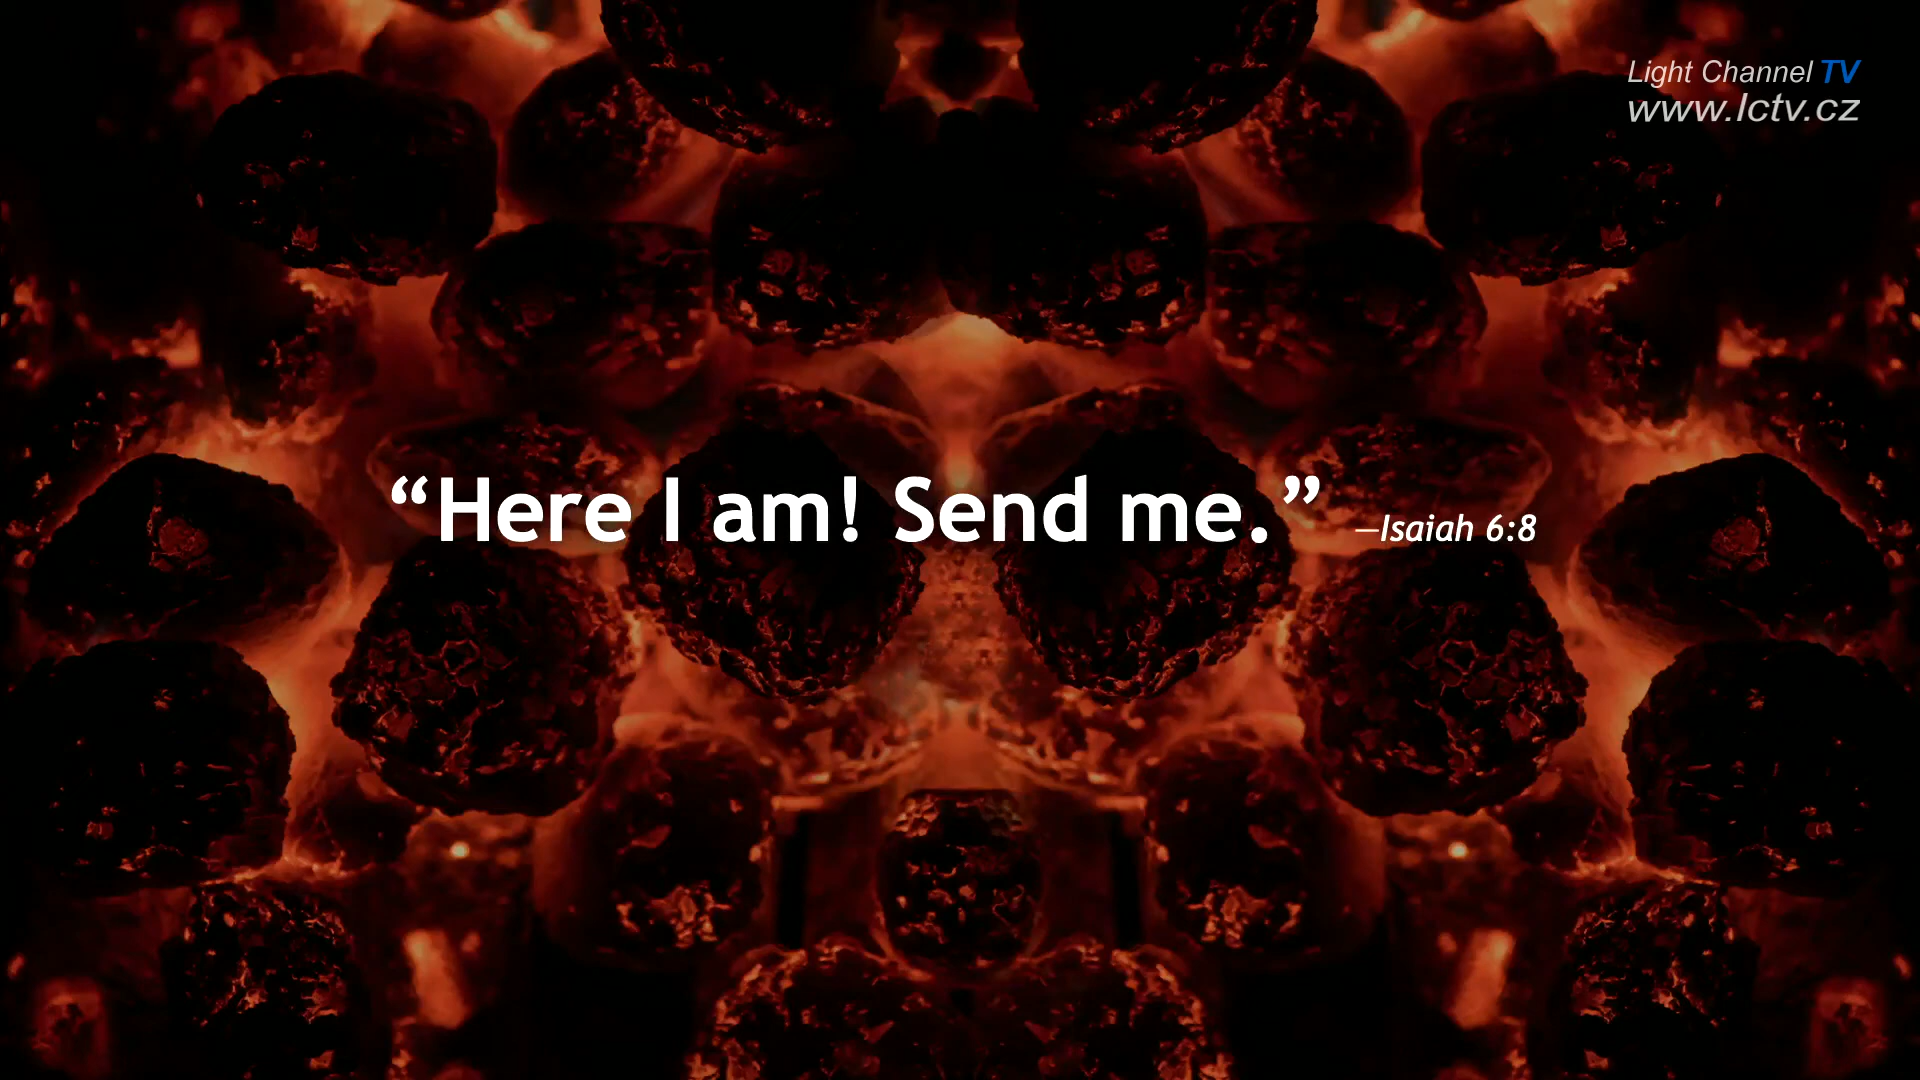 Light Channel TV
www.lctv.cz
“Here I am! Send me.” —Isaiah 6:8